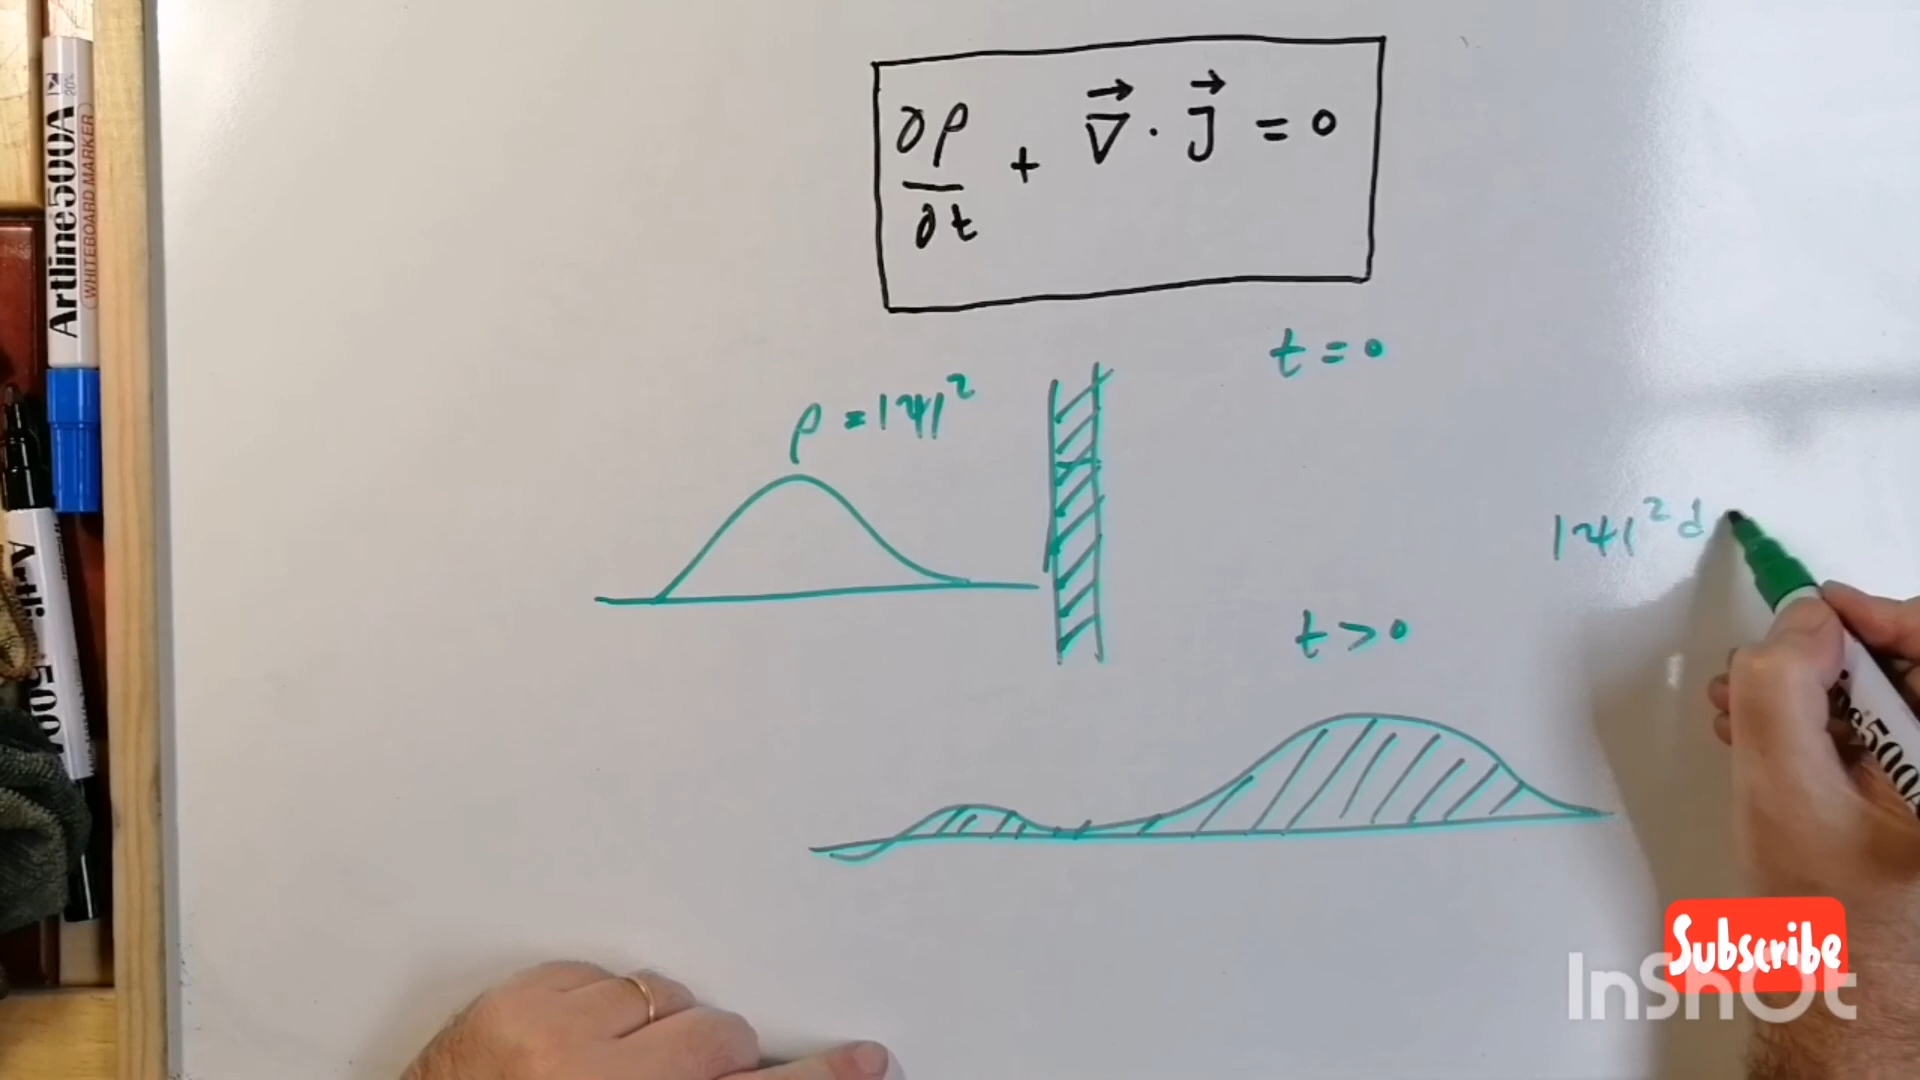 ∂ρ/∂t + ∇⃗ · J⃗ = 0
t = 0
ρ = |ψ|²
|ψ|² d
t > 0
Artline 500A
WHITEBOARD MARKER
Subscribe
InShOt